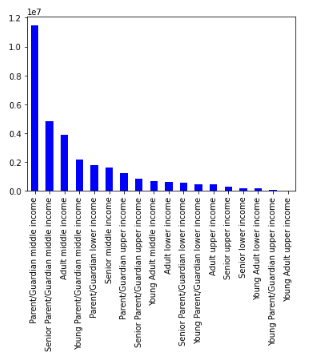 1e7
1.2
1.0
0.8
0.6
0.4
0.2
0.0
Parent/Guardian middle income
Senior Parent/Guardian middle income
Adult middle income
Young Parent/Guardian middle income
Parent/Guardian lower income
Senior middle income
Parent/Guardian upper income
Senior Parent/Guardian upper income
Young Adult middle income
Adult lower income
Senior Parent/Guardian lower income
Young Parent/Guardian lower income
Adult upper income
Senior upper income
Senior lower income
Young Adult lower income
Young Parent/Guardian upper income
Young Adult upper income